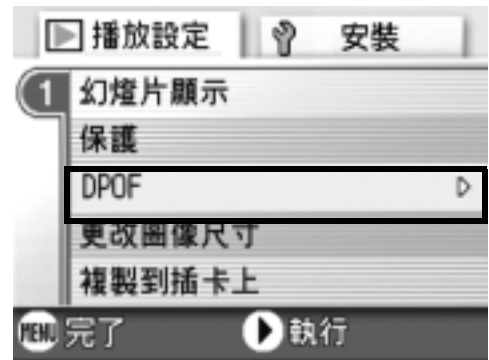 播放設定 安裝
1 幻燈片顯示
保護
DPOF
更改圖像尺寸
複製到插卡上
MENU 完了 執行